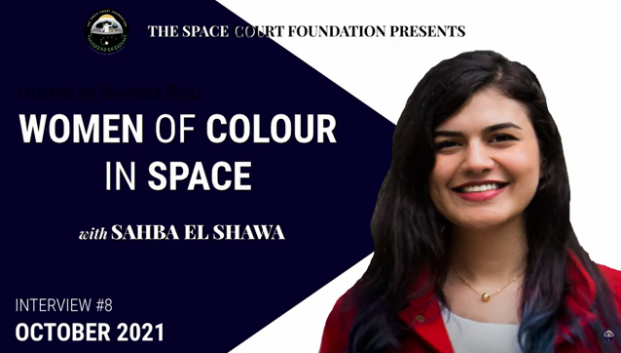 THE SPACE COURT FOUNDATION PRESENTS
WOMEN OF COLOUR
IN SPACE
with SAHBA EL SHAWA
INTERVIEW #8
OCTOBER 2021